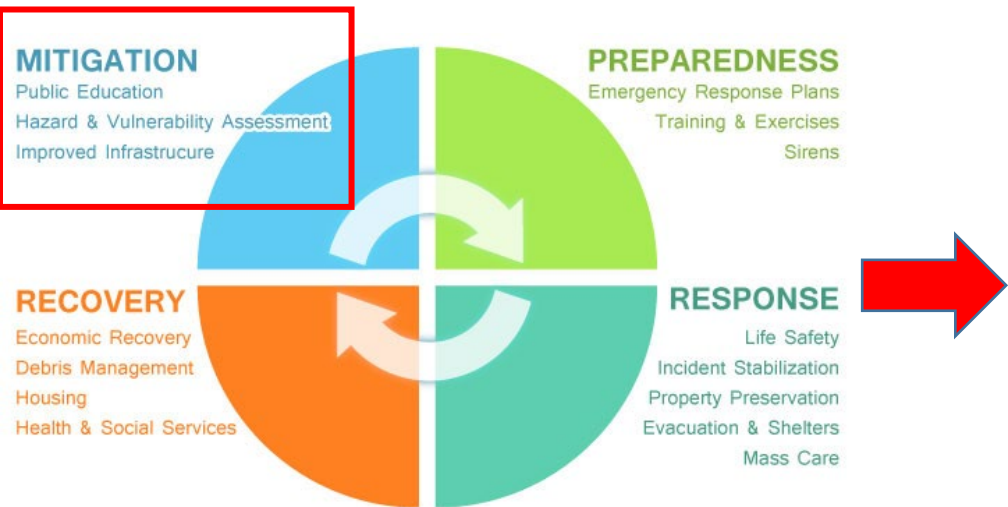 MITIGATION
Public Education
Hazard & Vulnerability Assessment
Improved Infrastrucure
PREPAREDNESS
Emergency Response Plans
Training & Exercises
Sirens
RECOVERY
Economic Recovery
Debris Management
Housing
Health & Social Services
RESPONSE
Life Safety
Incident Stabilization
Property Preservation
Evacuation & Shelters
Mass Care